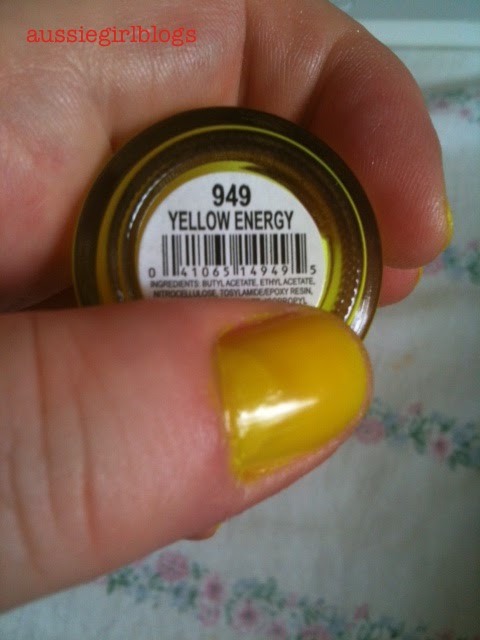 aussiegirlblogs
949
YELLOW ENERGY
0 41065 14949 5
INGREDIENTS: BUTYL ACETATE, ETHYL ACETATE,
NITROCELLULOSE, TOSYLAMIDE/EPOXY RESIN,